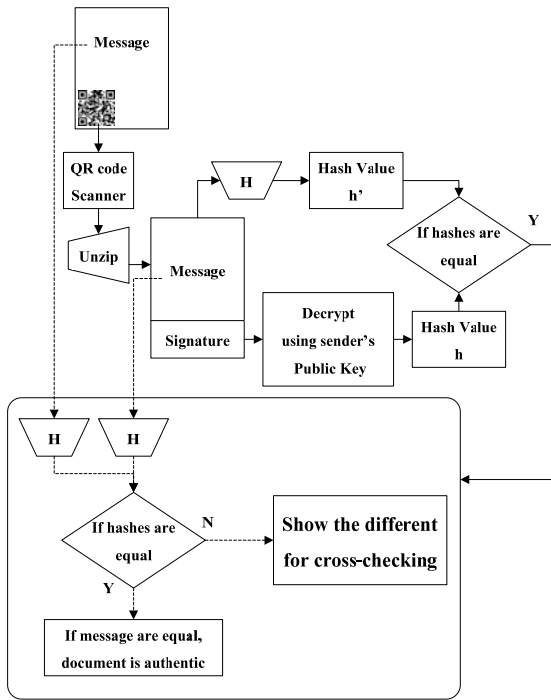 Message
QR code
Scanner
Unzip
Message
Signature
H
Hash Value
h'
If hashes are
equal
Y
Decrypt
using sender's
Public Key
Hash Value
h
H
H
If hashes are
equal
N
Show the different
for cross-checking
Y
If message are equal,
document is authentic